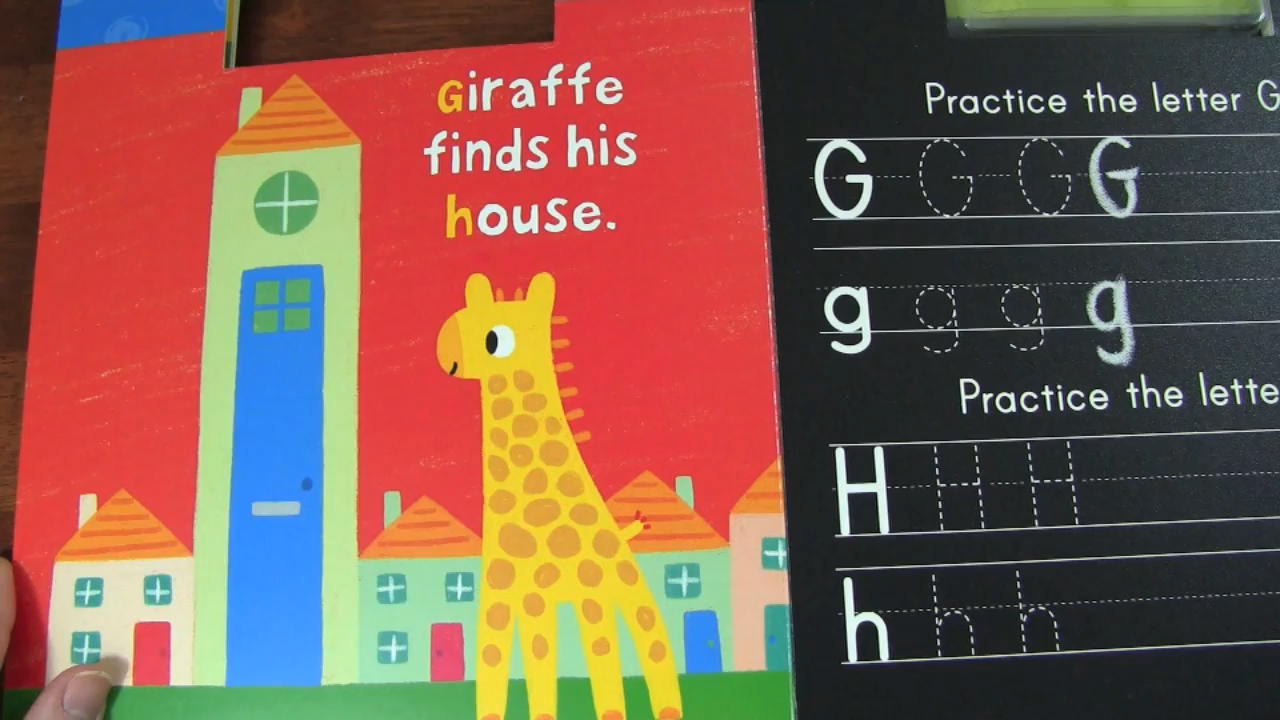 Giraffe
finds his
house.
Practice the letter G
G G G G
g g g g
Practice the lette
H H H
h h h